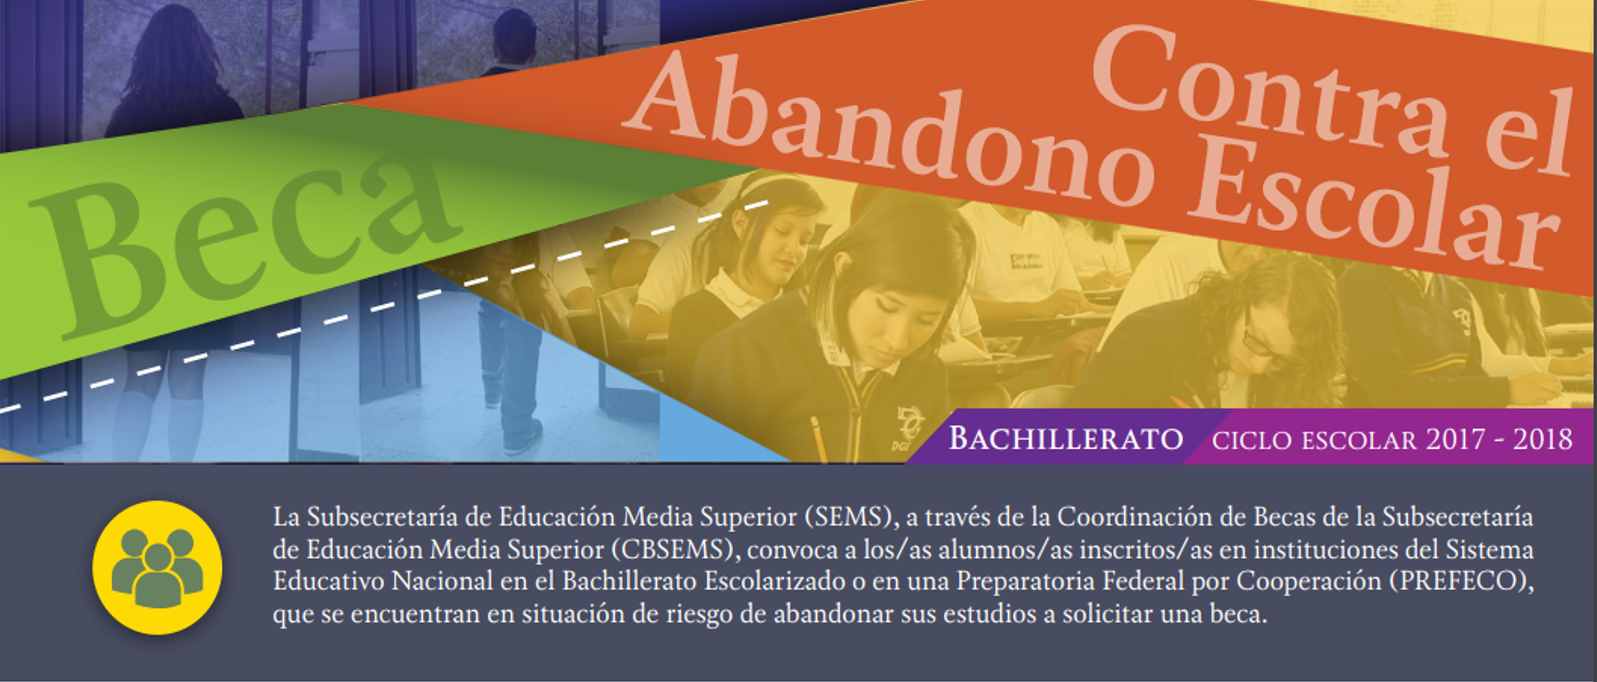 Beca
Contra el
Abandono Escolar
BACHILLERATO
CICLO ESCOLAR 2017 - 2018
La Subsecretaría de Educación Media Superior (SEMS), a través de la Coordinación de Becas de la Subsecretaría
de Educación Media Superior (CBSEMS), convoca a los/as alumnos/as inscritos/as en instituciones del Sistema
Educativo Nacional en el Bachillerato Escolarizado o en una Preparatoria Federal por Cooperación (PREFECO),
que se encuentran en situación de riesgo de abandonar sus estudios a solicitar una beca.